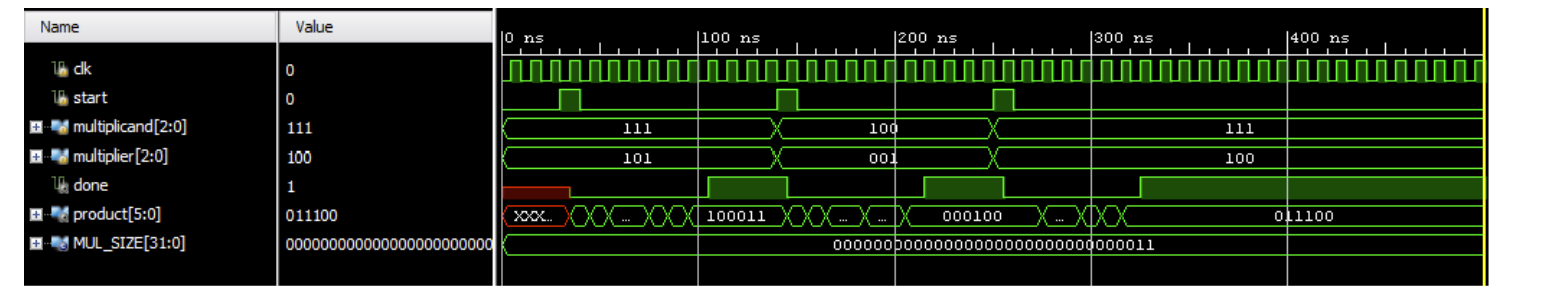 Name Value
0 ns 100 ns 200 ns 300 ns 400 ns
clk 0
start 0
multiplicand[2:0] 111 111 100 111
multiplier[2:0] 100 101 001 100
done 1
product[5:0] 011100 XXX... ... 100011 ... ... 000100 ... 011100
MUL_SIZE[31:0] 0000000000000000000000000 00000000000000000000000000000011